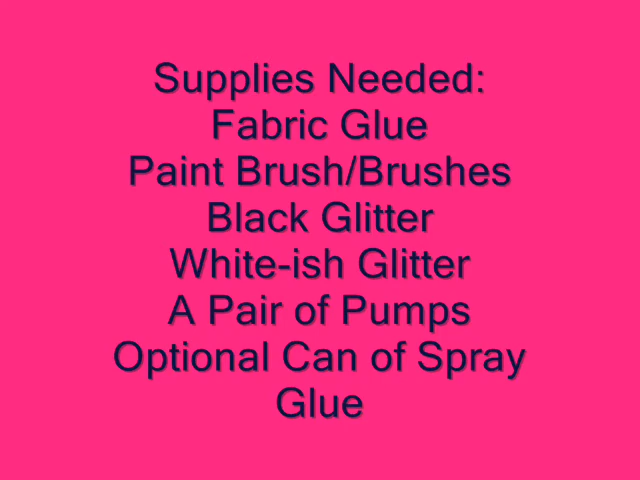 Supplies Needed:
Fabric Glue
Paint Brush/Brushes
Black Glitter
White-ish Glitter
A Pair of Pumps
Optional Can of Spray
Glue